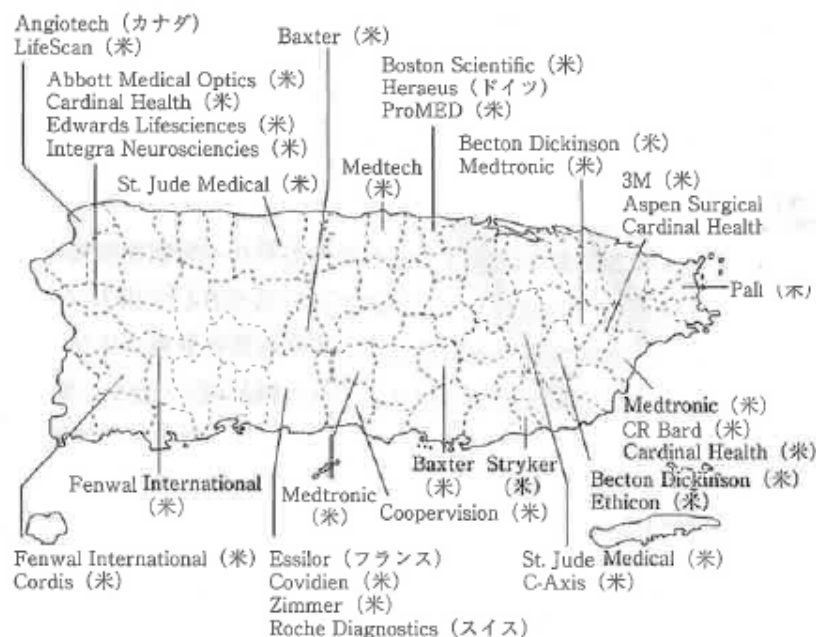 Angiotech（カナダ）
LifeScan（米）
Baxter（米）
Boston Scientific（米）
Heraeus（ドイツ）
ProMED（米）
Abbott Medical Optics（米）
Cardinal Health（米）
Edwards Lifesciences（米）
Integra Neurosciencies（米）
Becton Dickinson（米）
Medtronic（米）
St. Jude Medical（米）
Medtech
（米）
3M（米）
Aspen Surgical
Cardinal Health
Pall（米）
Medtronic（米）
CR Bard（米）
Cardinal Health（米）
Fenwal International
（米）
Medtronic
（米）
Baxter
（米）
Stryker
（米）
Coopervision（米）
Becton Dickinson（米）
Ethicon（米）
Fenwal International（米）
Cordis（米）
Essilor（フランス）
Covidien（米）
Zimmer（米）
Roche Diagnostics（スイス）
St. Jude Medical（米）
C-Axis（米）